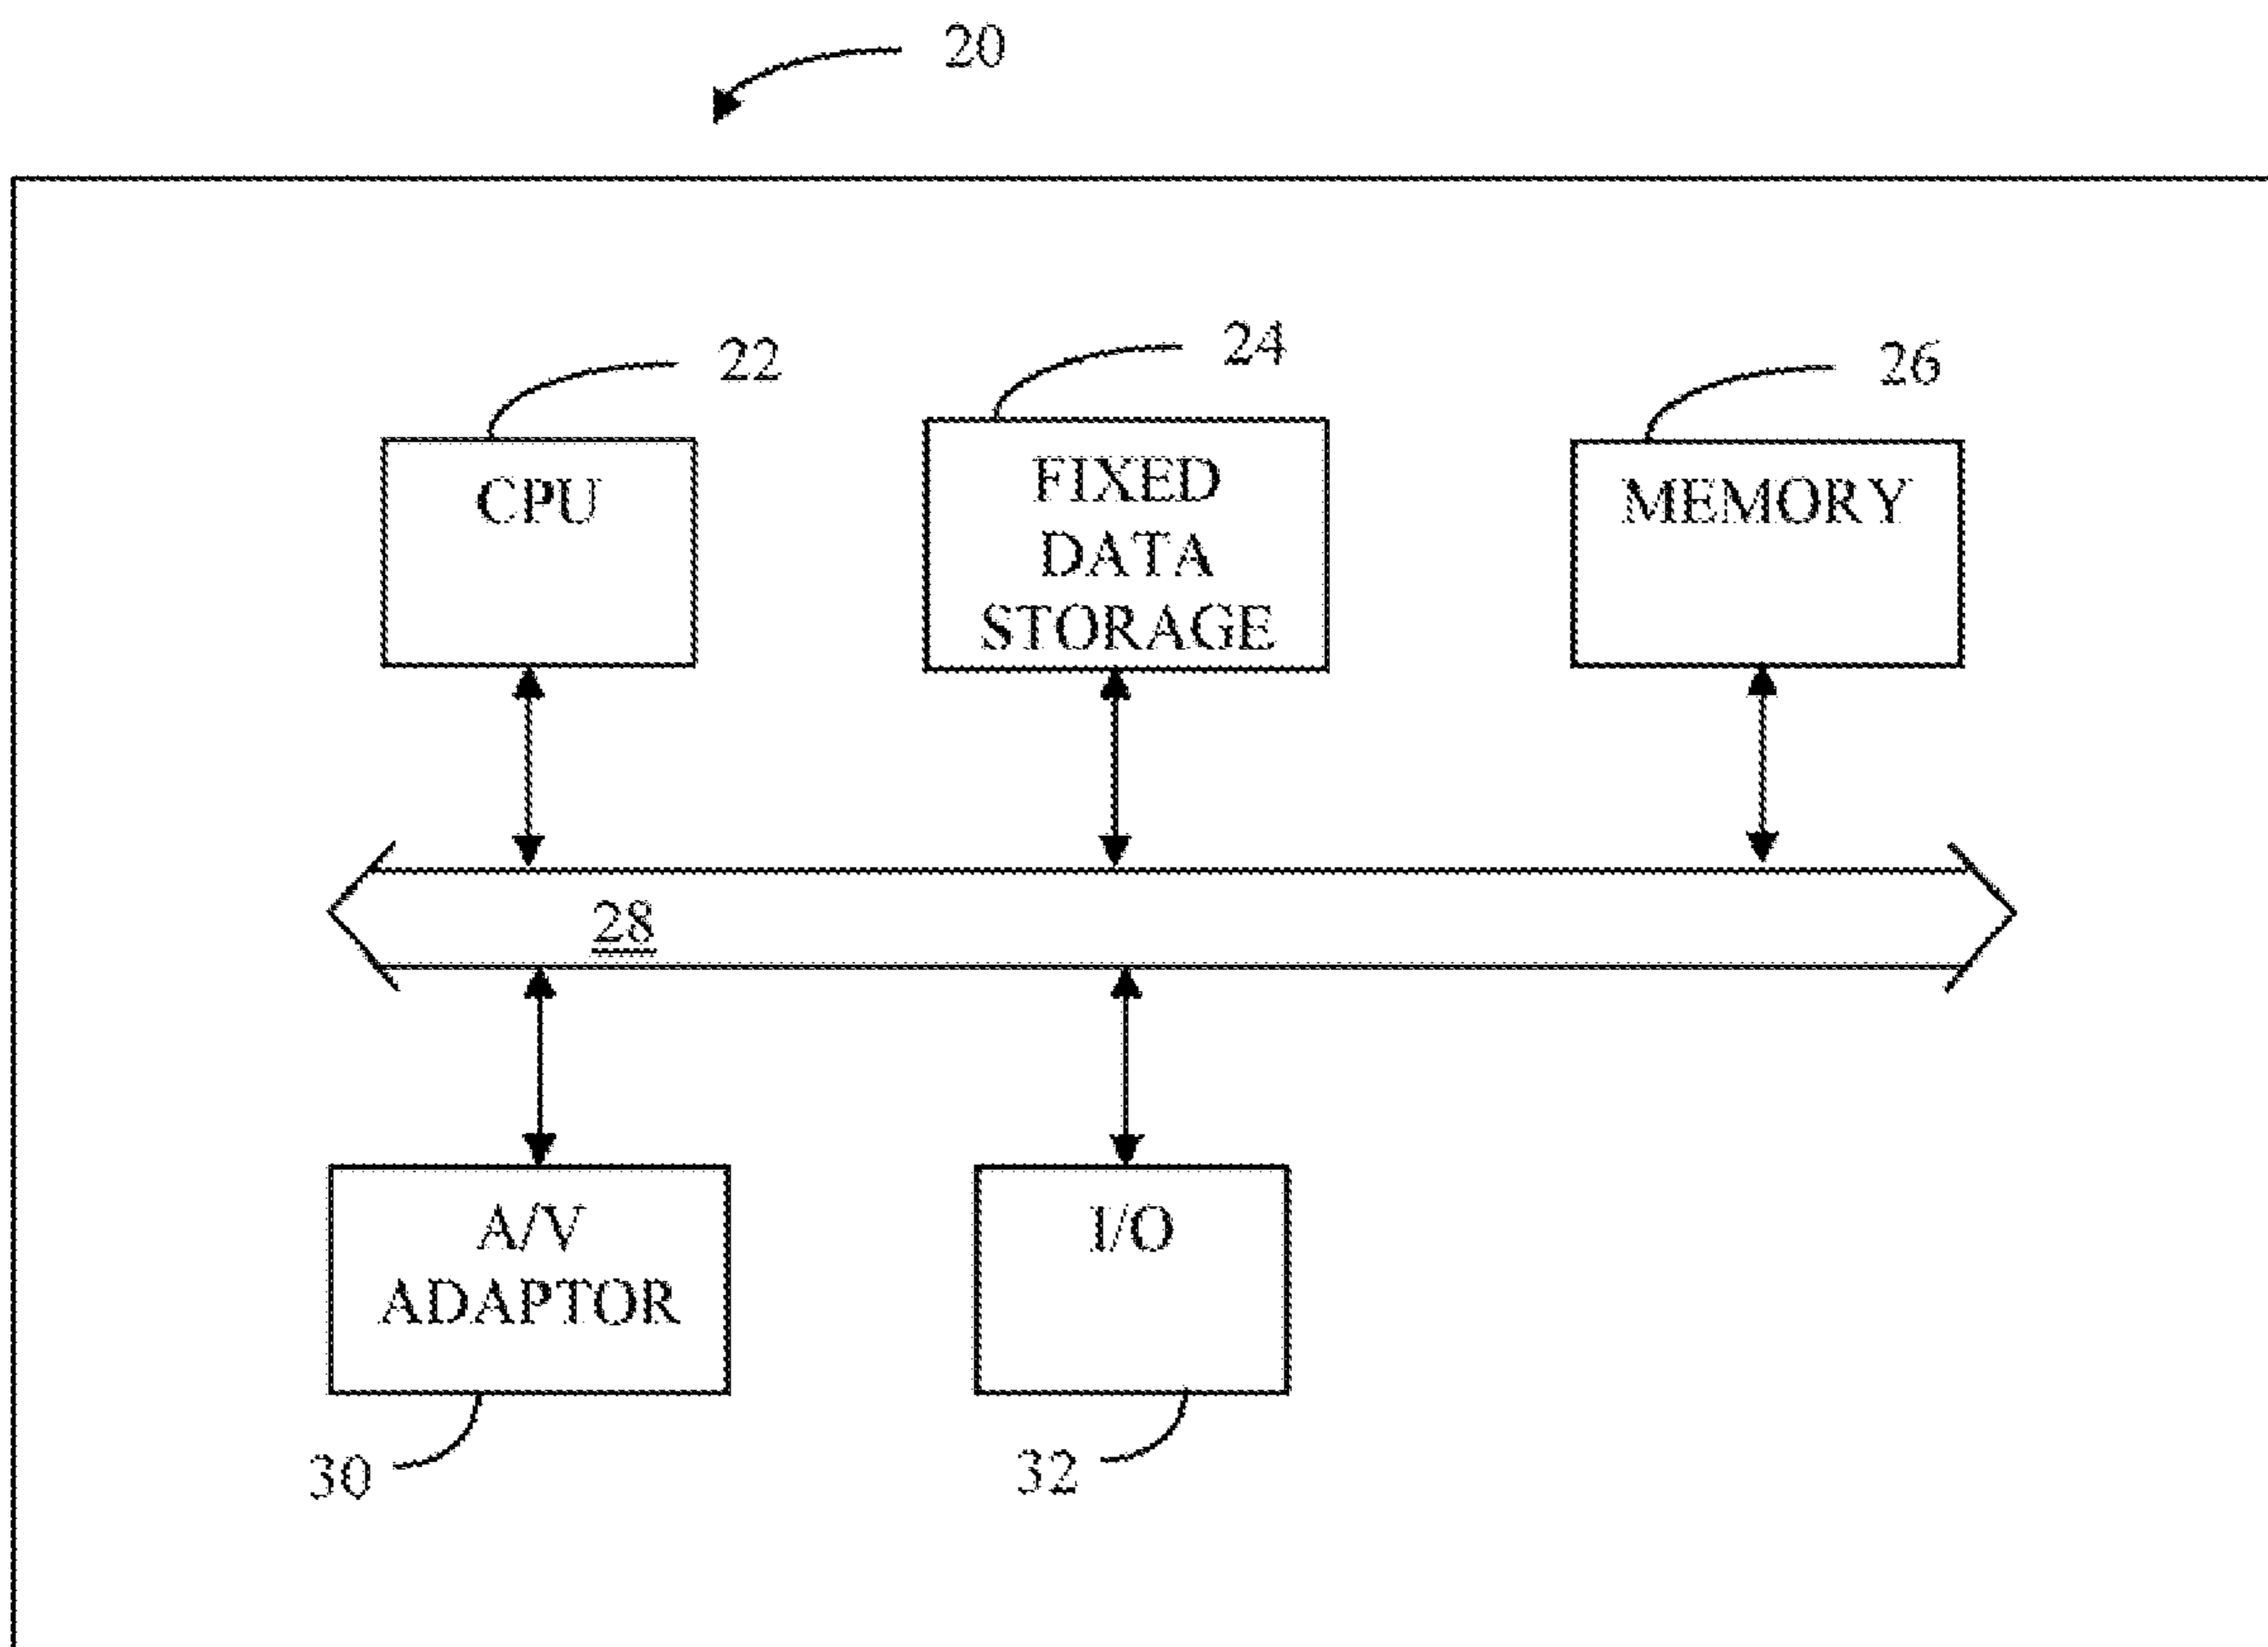 20
22
24
26
CPU
FIXED
DATA
STORAGE
MEMORY
28
A/V
ADAPTOR
I/O
30
32